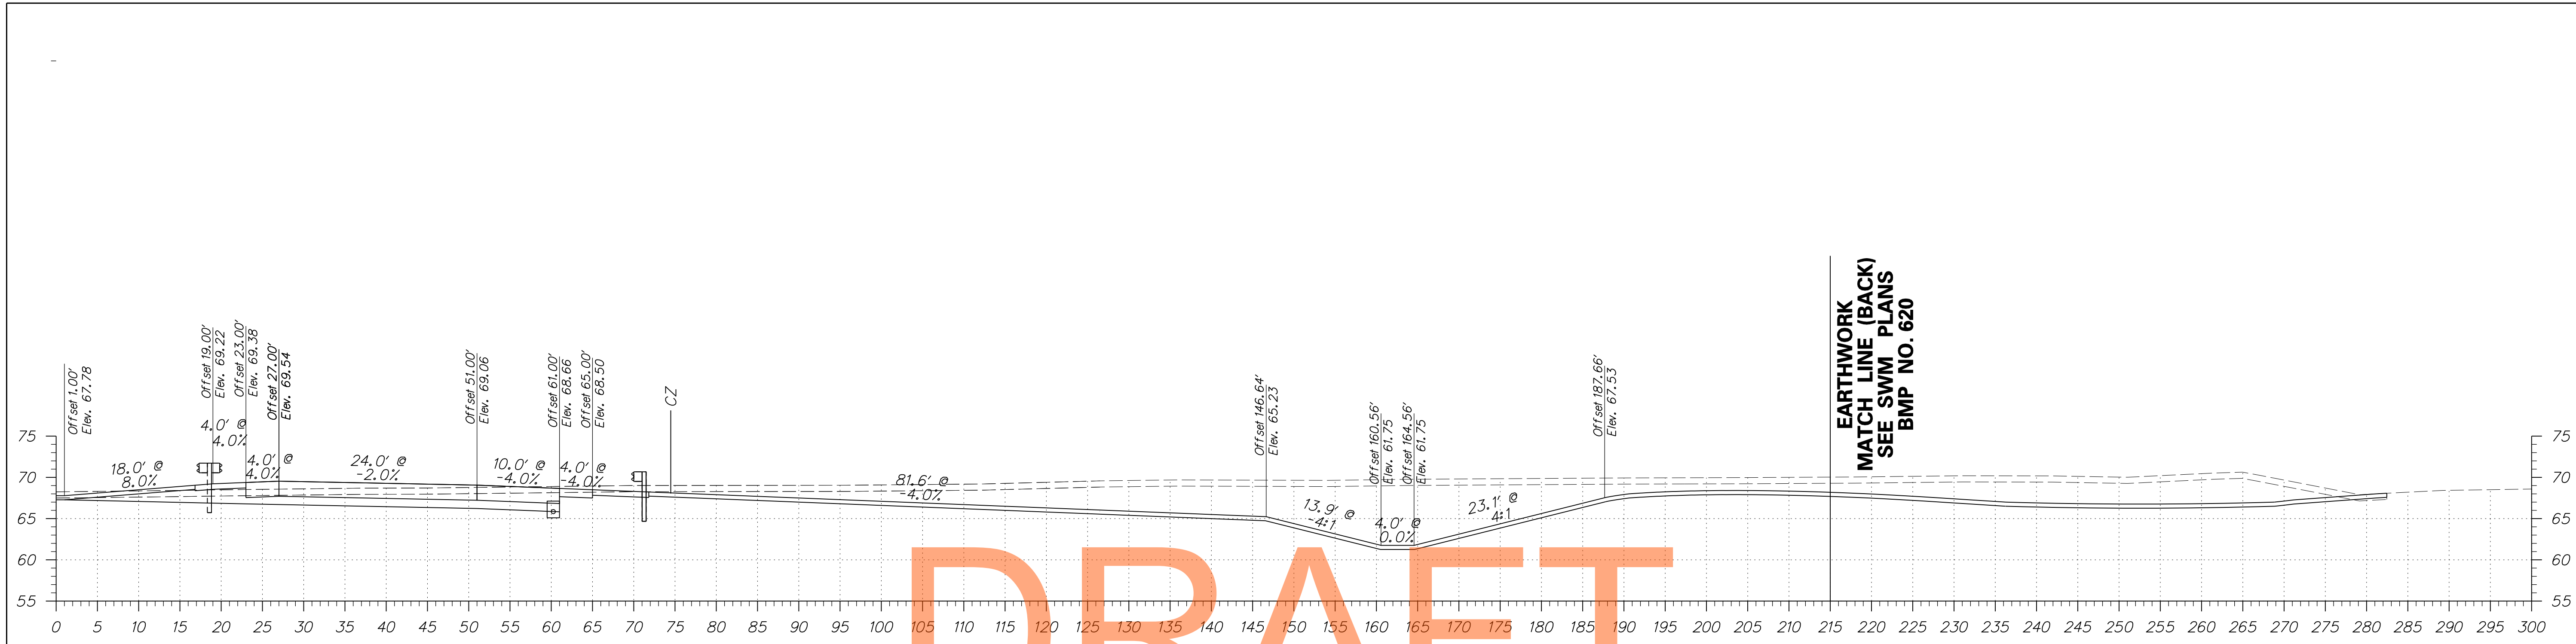 Offset 1.00'
Elev. 67.78
18.0' @
8.0%
Offset 19.00'
Elev. 69.22
4.0' @
4.0%
Offset 23.00'
Elev. 69.38
4.0' @
4.0%
Offset 27.00'
Elev. 69.54
24.0' @
-2.0%
Offset 51.00'
Elev. 69.06
10.0' @
-4.0%
Offset 61.00'
Elev. 68.66
4.0' @
-4.0%
Offset 65.00'
Elev. 68.50
CZ
81.6' @
-4.0%
Offset 146.64'
Elev. 65.23
13.9' @
-4:1
Offset 160.56'
Elev. 61.75
4.0' @
0.0%
Offset 164.56'
Elev. 61.75
23.1' @
4:1
Offset 187.66'
Elev. 67.53
EARTHWORK
MATCH LINE (BACK)
SEE SWM PLANS
BMP NO. 620
75
70
65
60
55
75
70
65
60
55
0 5 10 15 20 25 30 35 40 45 50 55 60 65 70 75 80 85 90 95 100 105 110 115 120 125 130 135 140 145 150 155 160 165 170 175 180 185 190 195 200 205 210 215 220 225 230 235 240 245 250 255 260 265 270 275 280 285 290 295 300
DRAFT